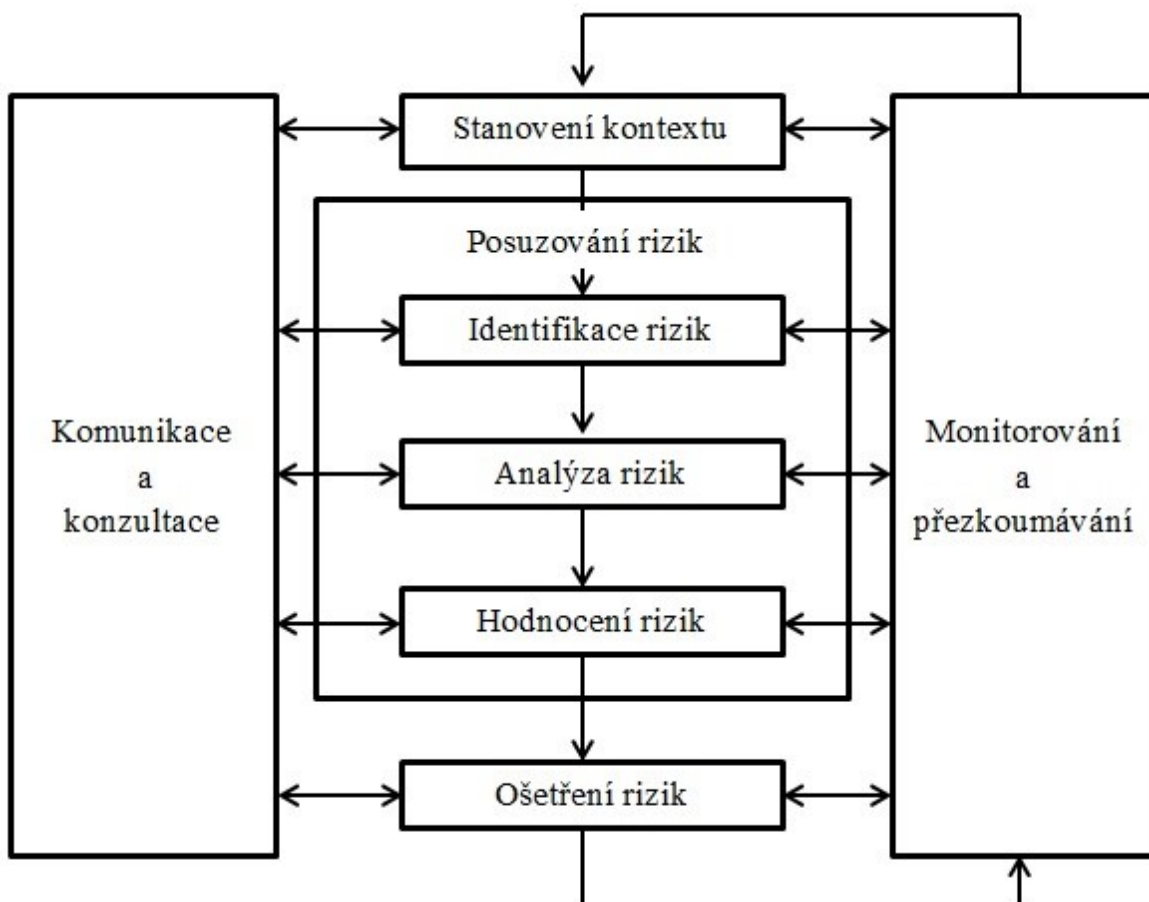 Stanovení kontextu
Posuzování rizik
Identifikace rizik
Komunikace
a
konzultace
Analýza rizik
Monitorování
a
přezkoumávání
Hodnocení rizik
Ošetření rizik